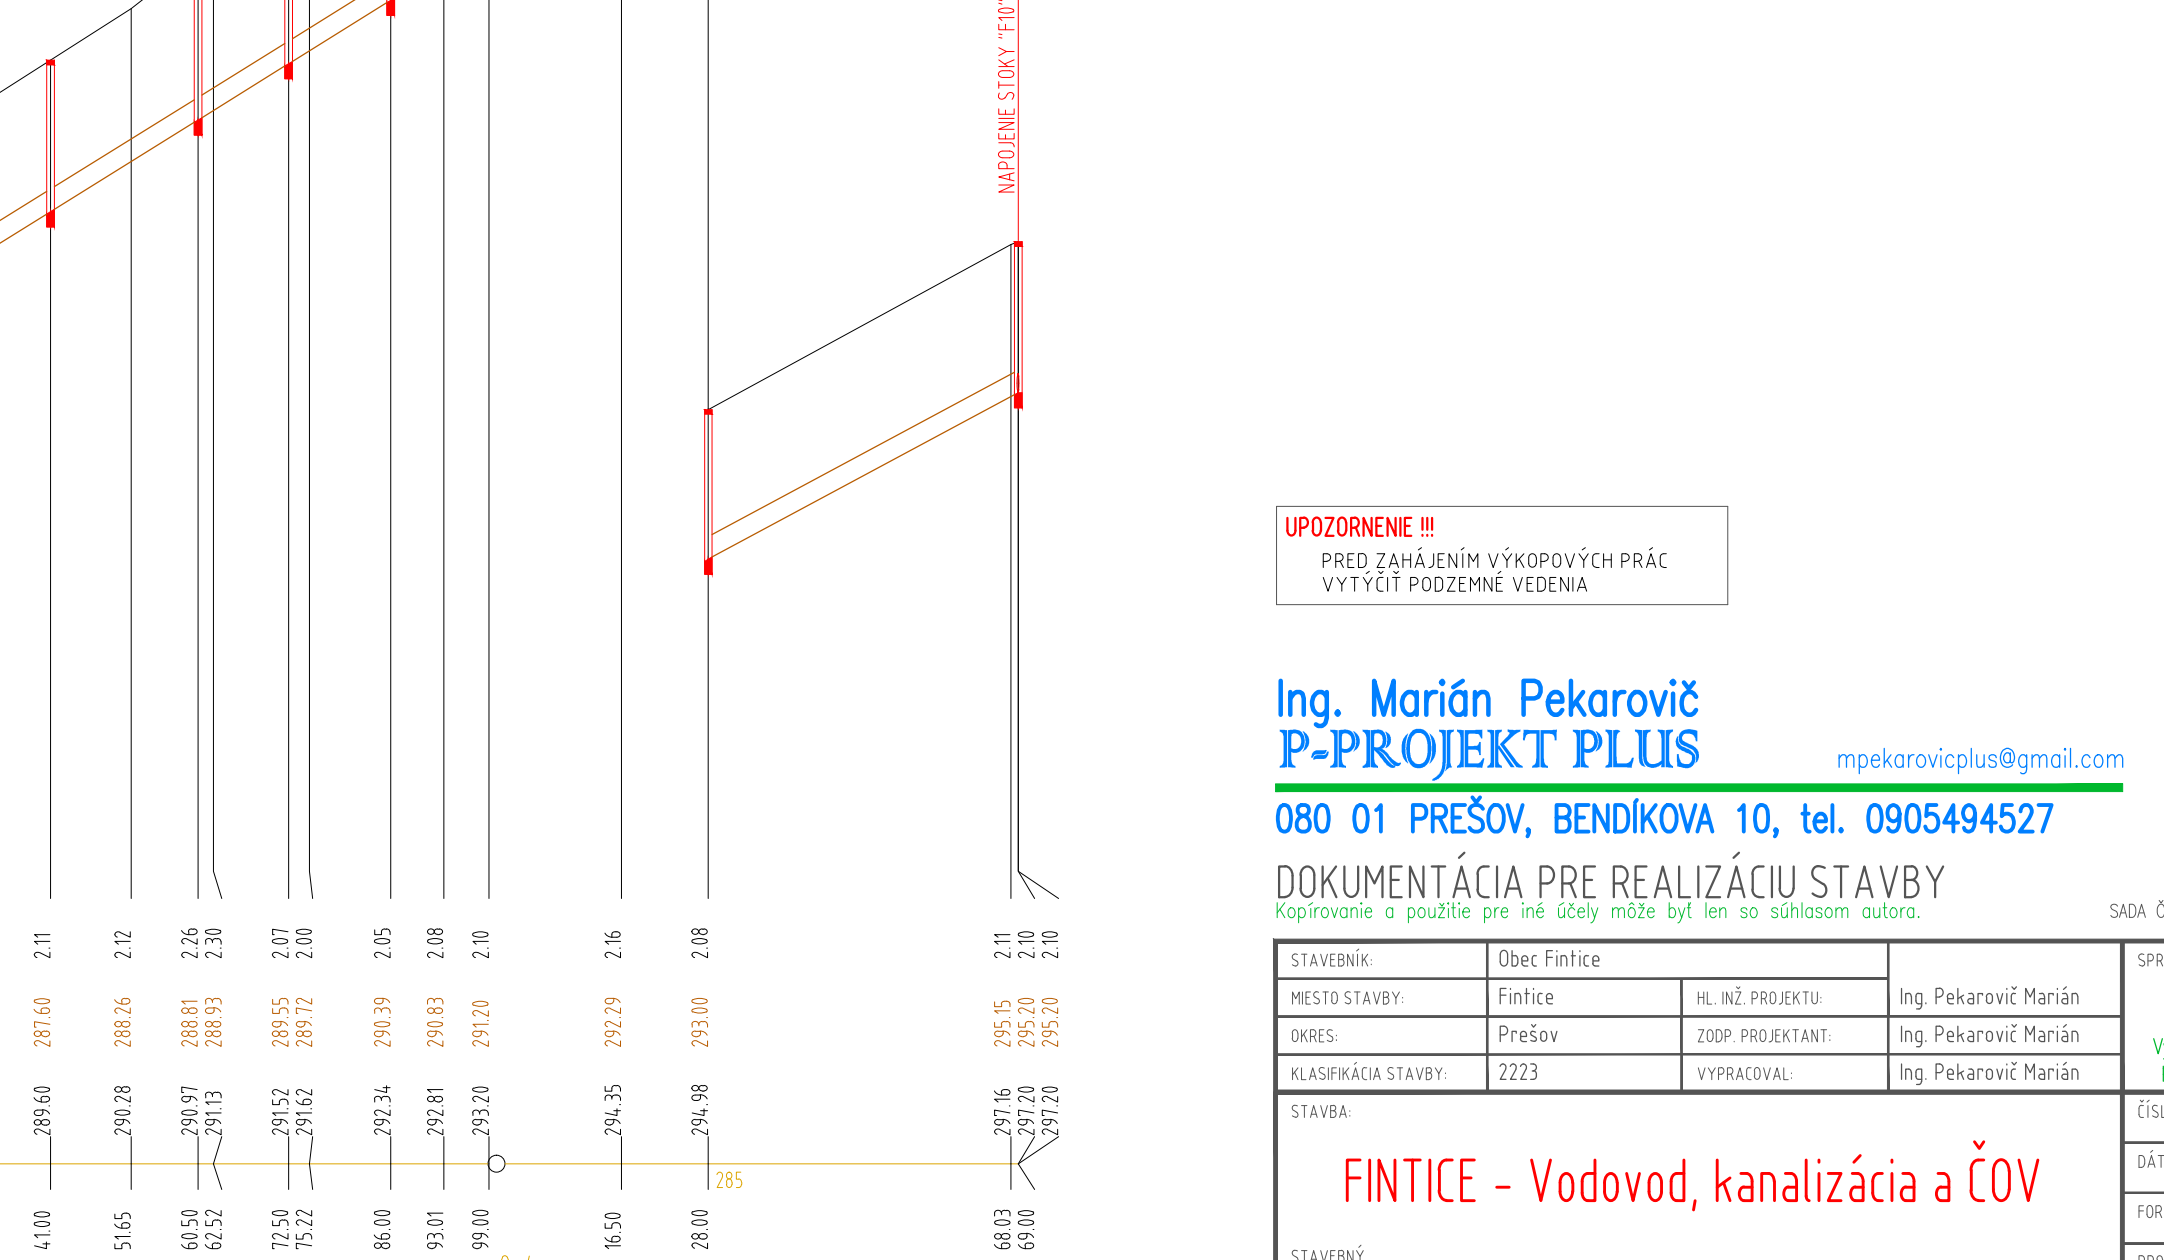 NAPOJENIE STOKY "F10"
UPOZORNENIE !!!
PRED ZAHÁJENÍM VÝKOPOVÝCH PRÁC
VYTÝČIŤ PODZEMNÉ VEDENIA
Ing. Marián Pekarovič
P-PROJEKT PLUS
mpekarovicplus@gmail.com
080 01 PREŠOV, BENDÍKOVA 10, tel. 0905494527
DOKUMENTÁCIA PRE REALIZÁCIU STAVBY
Kopírovanie a použitie pre iné účely môže byť len so súhlasom autora.
SADA Č
STAVEBNÍK: Obec Fintice
MIESTO STAVBY: Fintice HL. INŽ. PROJEKTU: Ing. Pekarovič Marián
OKRES: Prešov ZODP. PROJEKTANT: Ing. Pekarovič Marián
KLASIFIKÁCIA STAVBY: 2223 VYPRACOVAL: Ing. Pekarovič Marián
SPR
STAVBA:
FINTICE - Vodovod, kanalizácia a ČOV
STAVEBNÝ
ČÍSL
DÁT
FOR
2.11 2.12 2.26 2.30 2.07 2.00 2.05 2.08 2.10 2.16 2.08 2.11 2.10 2.10
287.60 288.26 288.81 288.93 289.55 289.72 290.39 290.83 291.20 292.29 293.00 295.15 295.20 295.20
289.60 290.28 290.97 291.13 291.52 291.62 292.34 292.81 293.20 294.35 294.98 297.16 297.20 297.20
285
41.00 51.65 60.50 62.52 72.50 75.22 86.00 93.01 99.00 16.50 28.00 68.03 69.00